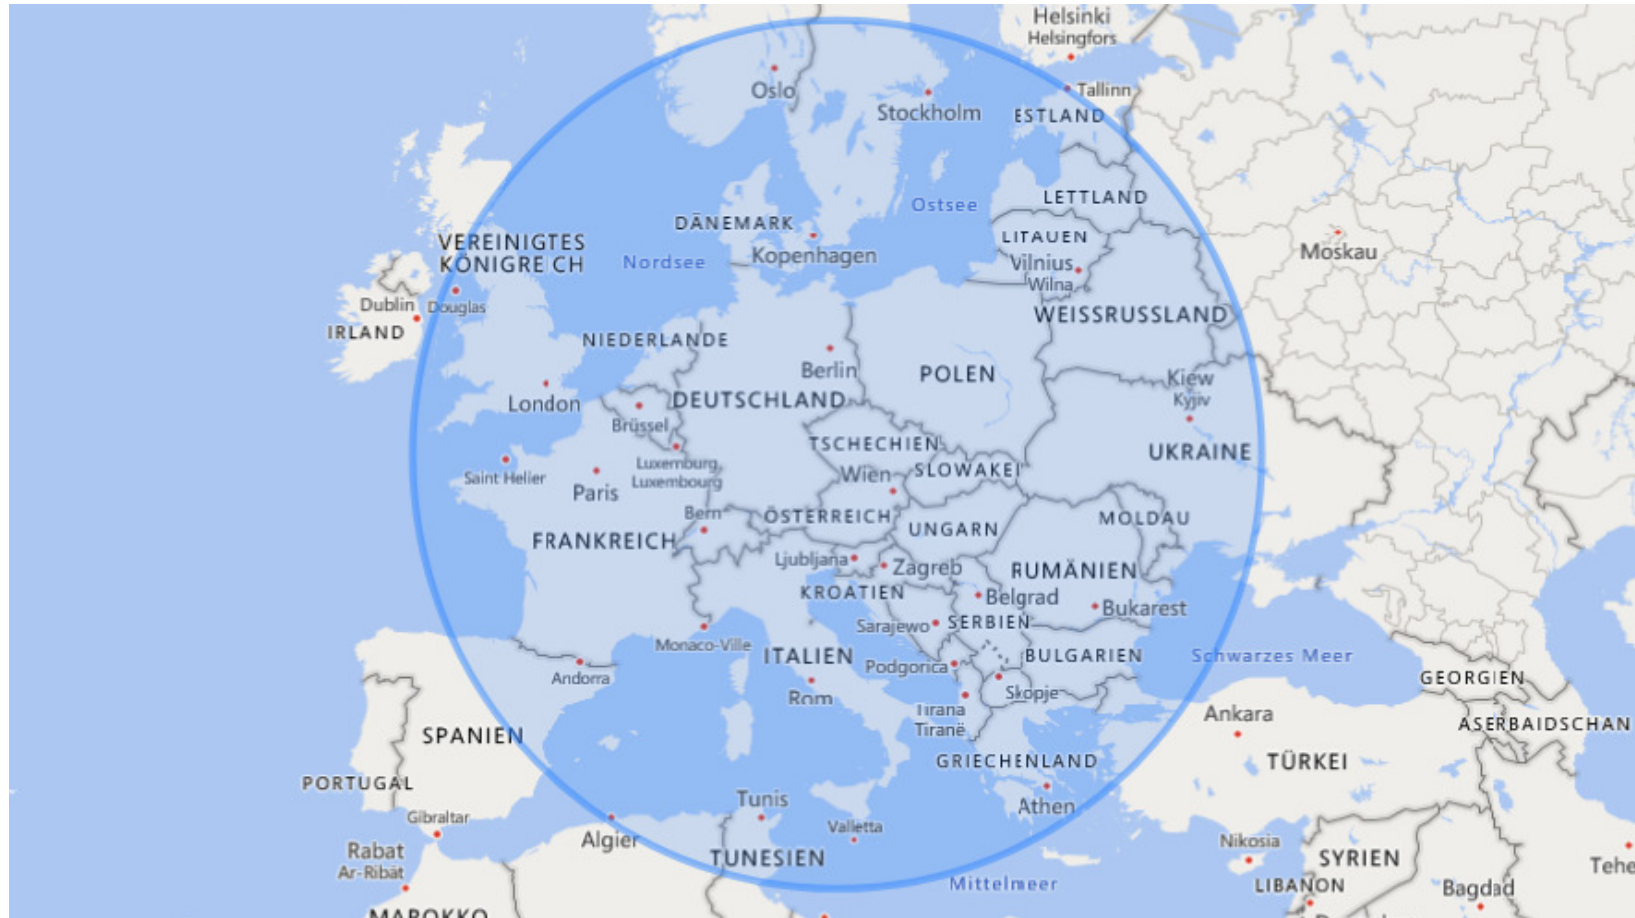 Helsinki
Helsingfors
Oslo
Tallinn
Stockholm
ESTLAND
LETTLAND
Ostsee
DÄNEMARK
LITAUEN
VEREINIGTES
KÖNIGREICH
Moskau
Nordsee
Kopenhagen
Vilnius
Wilna
Dublin
Douglas
WEISSRUSSLAND
IRLAND
NIEDERLANDE
Berlin
POLEN
Kiew
Kyjiv
London
DEUTSCHLAND
Brüssel
TSCHECHIEN
UKRAINE
Luxemburg
Luxembourg
SLOWAKEI
Wien
Saint Helier
Paris
Bern
ÖSTERREICH
MOLDAU
UNGARN
FRANKREICH
Ljubljana
Zagreb
RUMÄNIEN
KROATIEN
Belgrad
Bukarest
Sarajewo
SERBIEN
Monaco-Ville
ITALIEN
BULGARIEN
Schwarzes Meer
Podgorica
Andorra
GEORGIEN
Rom
Skopje
Tirana
Tiranë
Ankara
ASERBAIDSCHAN
SPANIEN
GRIECHENLAND
TÜRKEI
PORTUGAL
Tunis
Athen
Gibraltar
Valletta
Algier
Nikosia
Rabat
Ar-Ribāt
TUNESIEN
SYRIEN
Tehe
Mittelmeer
LIBANON
Bagdad
MAROKKO